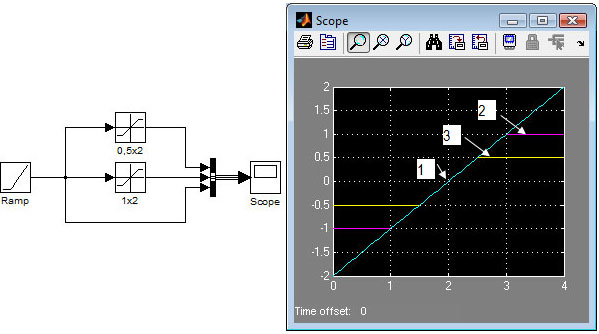 Scope
0,5x2
1x2
Ramp
Scope
2
1.5
1
0.5
0
-0.5
-1
-1.5
-2
0 1 2 3 4
2
3
1
Time offset: 0